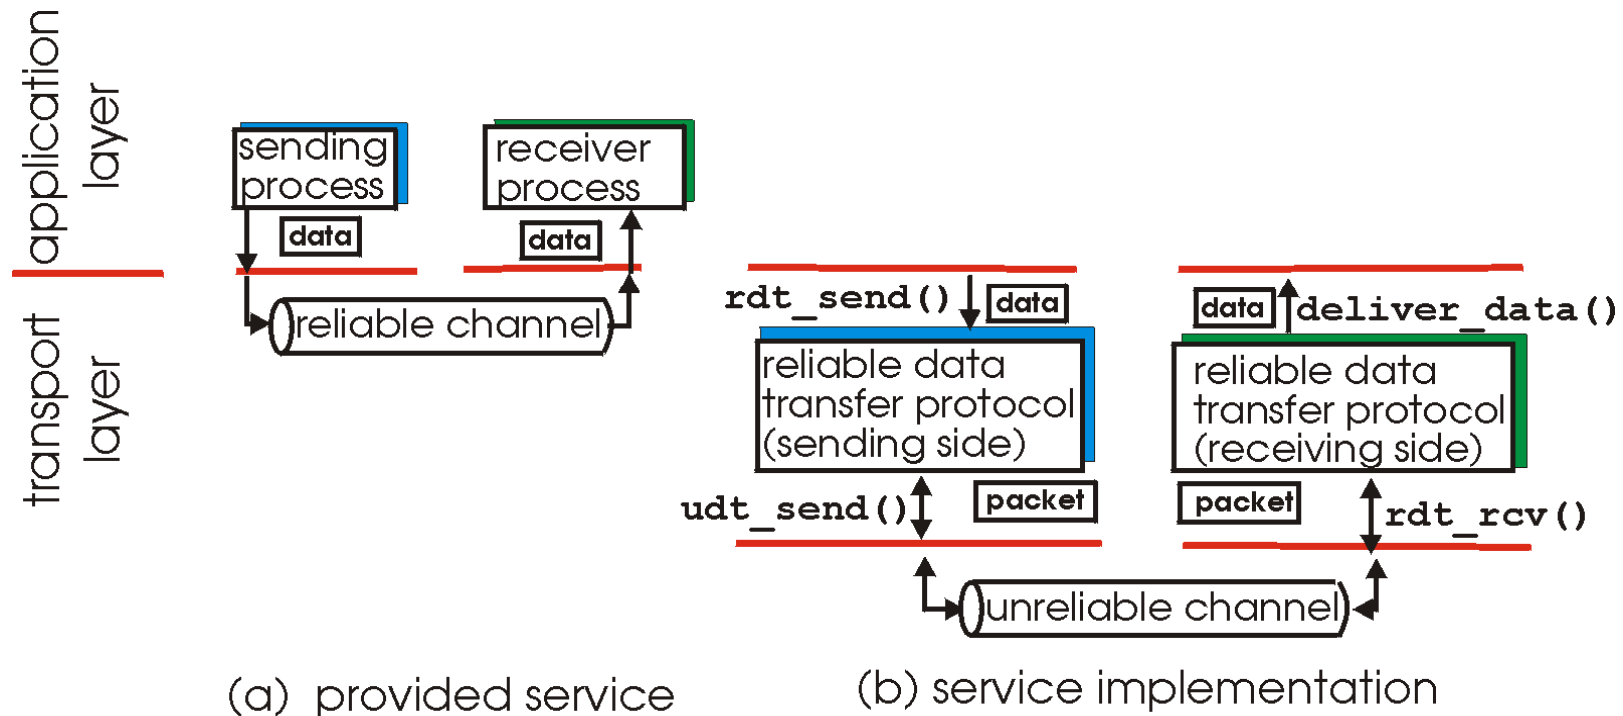 application
layer
transport
layer
sending
process
receiver
process
data
data
reliable channel
(a) provided service
rdt_send()
data
data
deliver_data()
reliable data
transfer protocol
(sending side)
reliable data
transfer protocol
(receiving side)
udt_send()
packet
packet
rdt_rcv()
unreliable channel
(b) service implementation